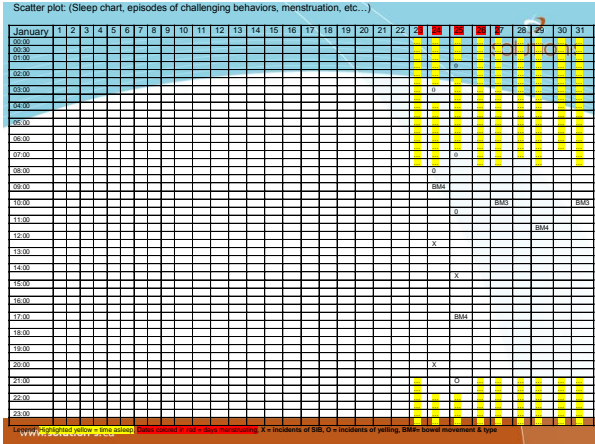 Scatter plot: (Sleep chart, episodes of challenging behaviors, menstruation, etc…)
January 1 2 3 4 5 6 7 8 9 10 11 12 13 14 15 16 17 18 19 20 21 22 23 24 25 26 27 28 29 30 31
00:00
00:30
01:00 0
02:00
03:00 0
04:00
05:00
06:00
07:00 0
08:00 0
09:00 BM4
10:00 BM3 BM3
11:00 0
BM4
12:00 X
13:00
14:00 X
15:00
16:00
17:00 BM4
18:00
19:00
20:00 X
21:00 O
22:00
23:00
Legend: Highlighted yellow = time asleep, Dates colored in red = days menstruating, X = incidents of SIB, O = incidents of yelling, BM#= bowel movement & type